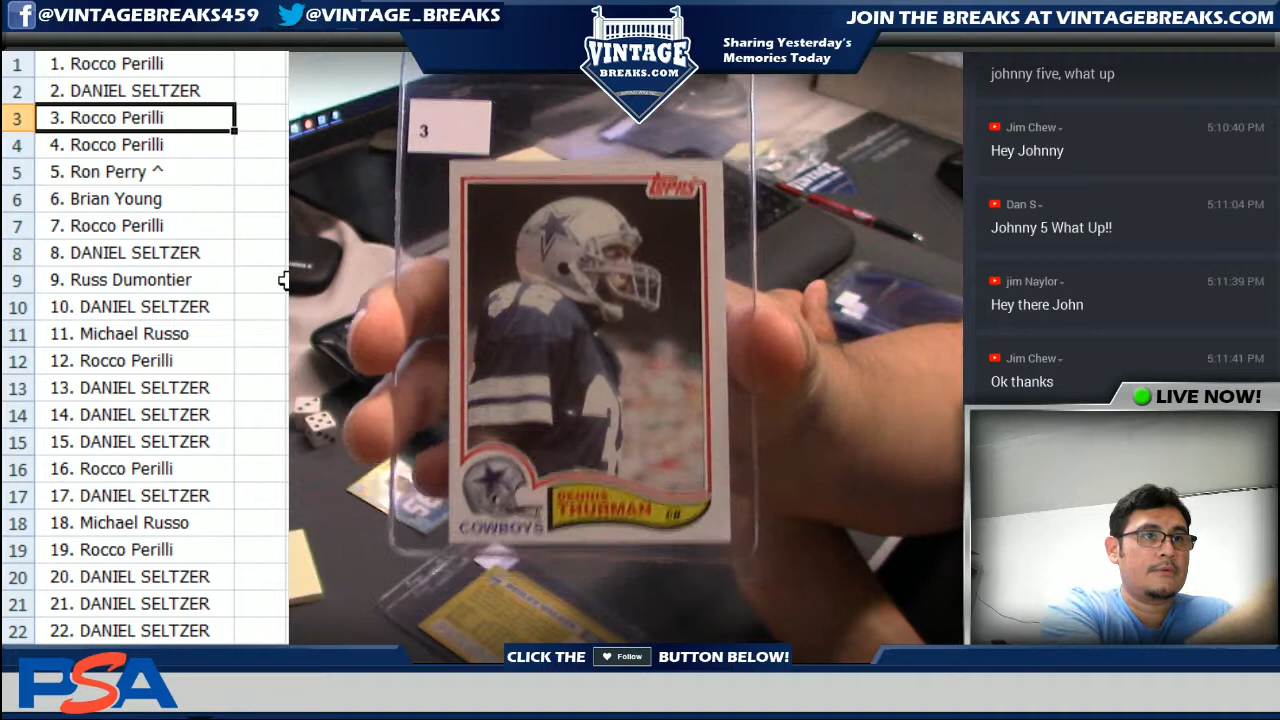 @VINTAGEBREAKS459
@VINTAGE_BREAKS
VINTAGE
BREAKS.COM
Sharing Yesterday's
Memories Today
JOIN THE BREAKS AT VINTAGEBREAKS.COM
1 1. Rocco Perilli
2 2. DANIEL SELTZER
3 3. Rocco Perilli
4 4. Rocco Perilli
5 5. Ron Perry ^
6 6. Brian Young
7 7. Rocco Perilli
8 8. DANIEL SELTZER
9 9. Russ Dumontier
10 10. DANIEL SELTZER
11 11. Michael Russo
12 12. Rocco Perilli
13 13. DANIEL SELTZER
14 14. DANIEL SELTZER
15 15. DANIEL SELTZER
16 16. Rocco Perilli
17 17. DANIEL SELTZER
18 18. Michael Russo
19 19. Rocco Perilli
20 20. DANIEL SELTZER
21 21. DANIEL SELTZER
22 22. DANIEL SELTZER
3
Topps
DENNIS
THURMAN
CB
COWBOYS
johnny five, what up
Jim Chew 5:10:40 PM
Hey Johnny
Dan S 5:11:04 PM
Johnny 5 What Up!!
jim Naylor 5:11:39 PM
Hey there John
Jim Chew 5:11:41 PM
Ok thanks
LIVE NOW!
CLICK THE Follow BUTTON BELOW!
PSA